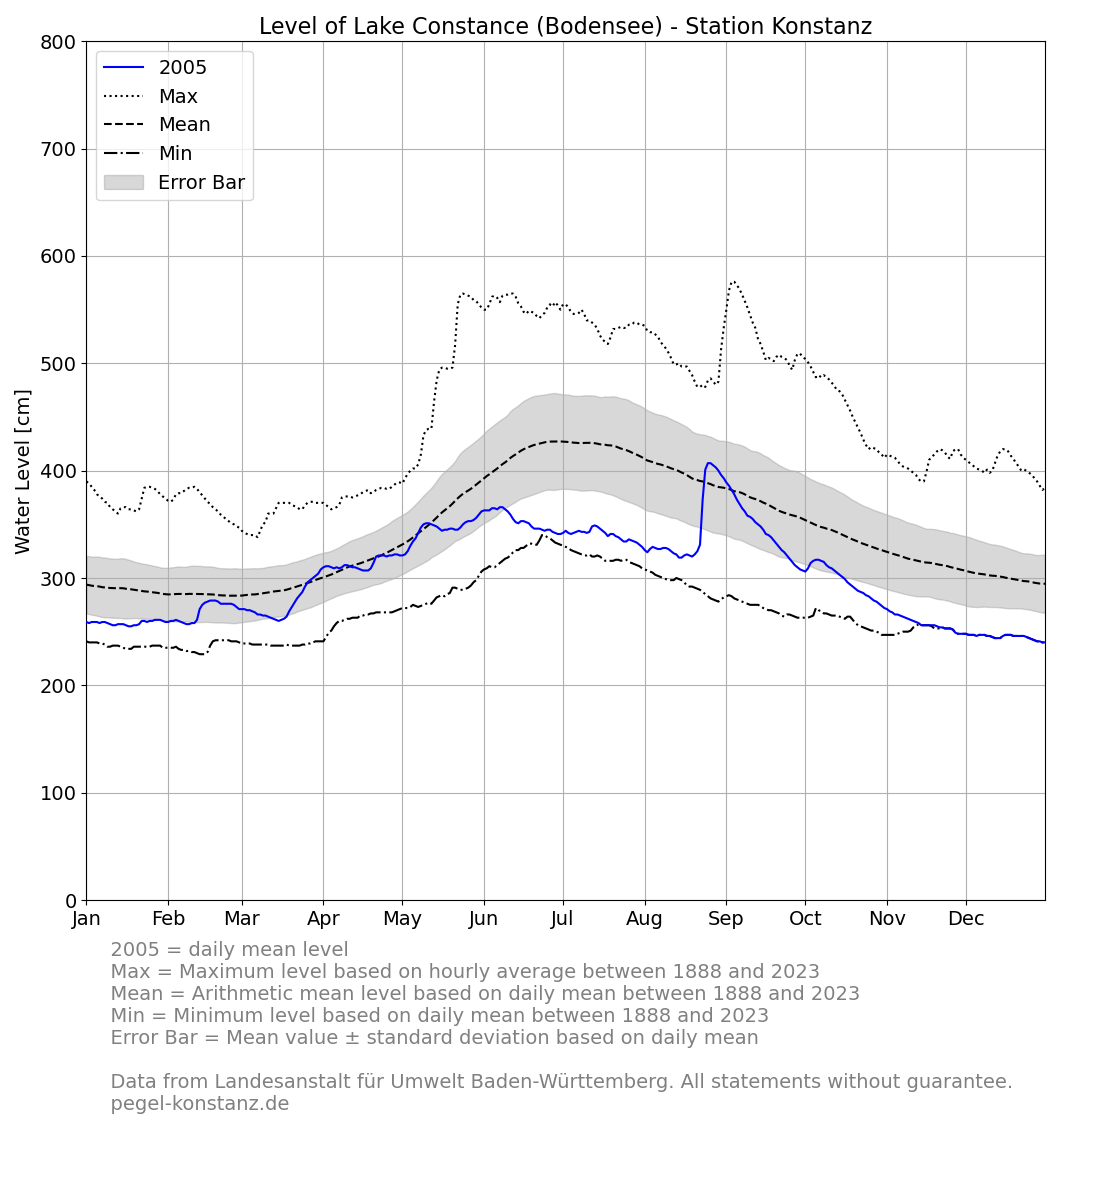 Level of Lake Constance (Bodensee) - Station Konstanz
800
700
600
500
400
300
200
100
0
Water Level [cm]
2005
Max
Mean
Min
Error Bar
Jan Feb Mar Apr May Jun Jul Aug Sep Oct Nov Dec
2005 = daily mean level
Max = Maximum level based on hourly average between 1888 and 2023
Mean = Arithmetic mean level based on daily mean between 1888 and 2023
Min = Minimum level based on daily mean between 1888 and 2023
Error Bar = Mean value ± standard deviation based on daily mean
Data from Landesanstalt für Umwelt Baden-Württemberg. All statements without guarantee.
pegel-konstanz.de